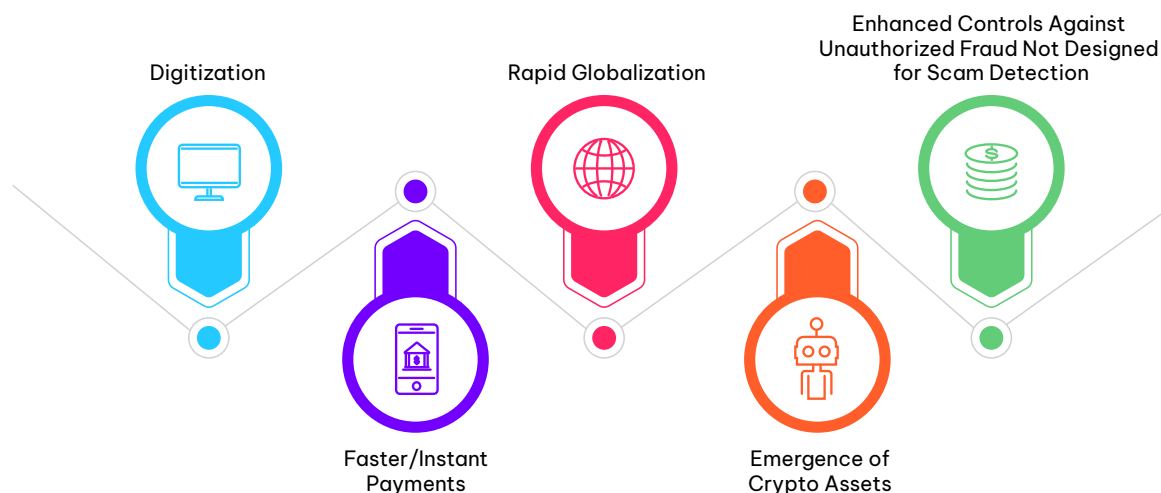 Digitization
Faster/Instant
Payments
Rapid Globalization
Emergence of
Crypto Assets
Enhanced Controls Against
Unauthorized Fraud Not Designed
for Scam Detection
$
$